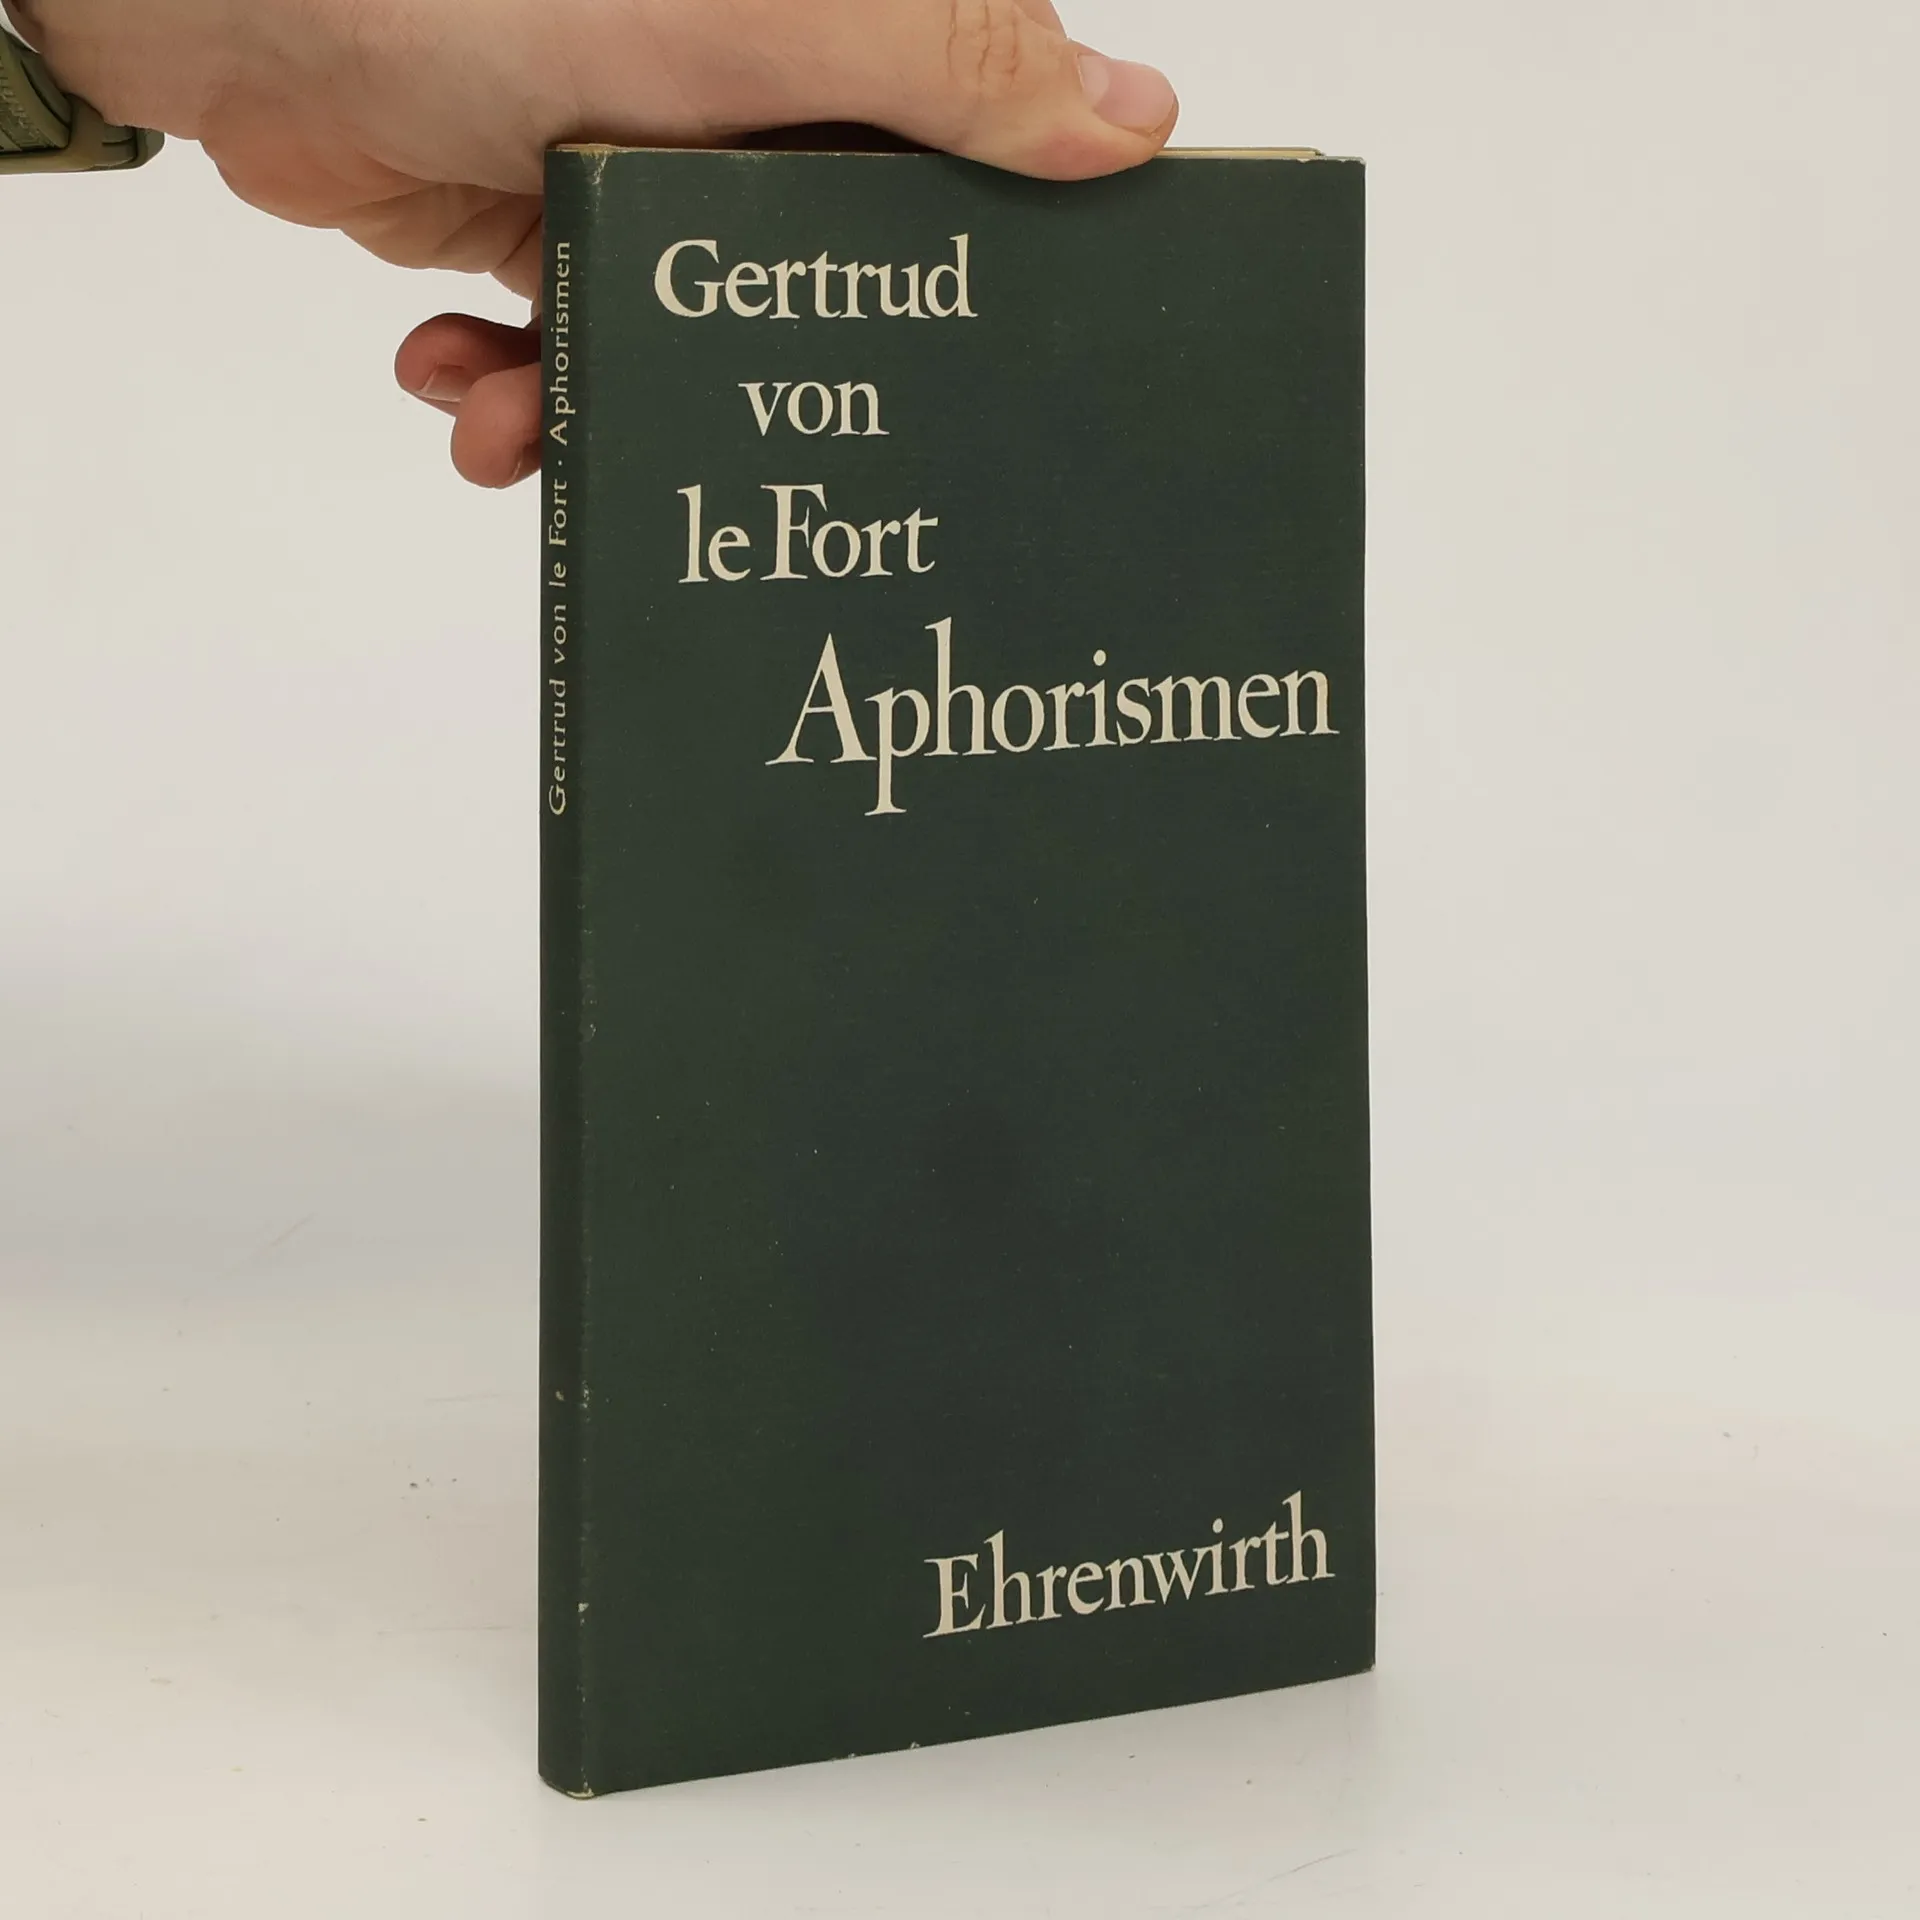 Gertrud
von
le Fort
Aphorismen
Ehrenwirth
Gertrud von le Fort · Aphorismen